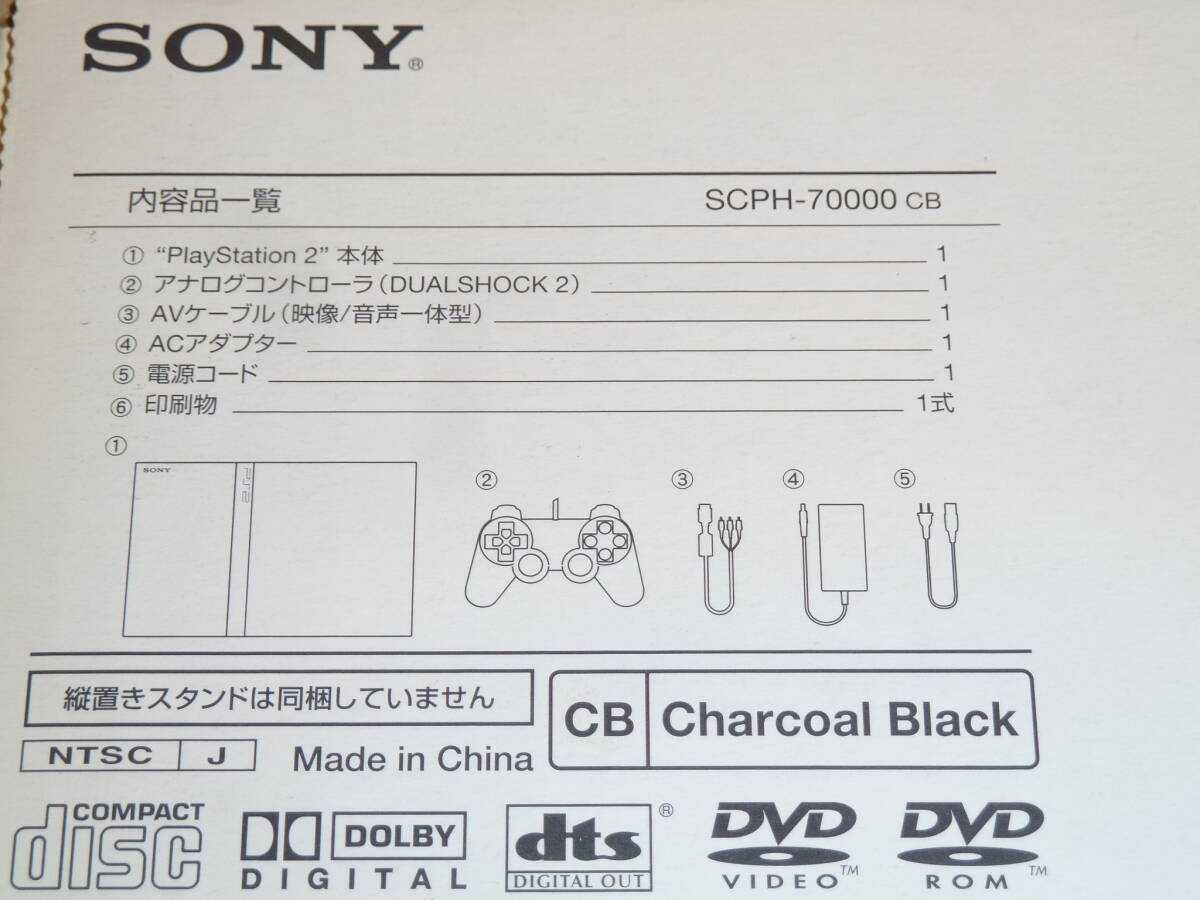 SONY®
内容品一覧 SCPH-70000 CB
① “PlayStation 2” 本体 1
② アナログコントローラ(DUALSHOCK 2) 1
③ AVケーブル(映像/音声一体型) 1
④ ACアダプター 1
⑤ 電源コード 1
⑥ 印刷物 1式
① ② ③ ④ ⑤
SONY PS2
縦置きスタンドは同梱していません
CB Charcoal Black
NTSC J Made in China
COMPACT disc
DOLBY DIGITAL
dts® DIGITAL OUT
DVD VIDEO™
DVD ROM™